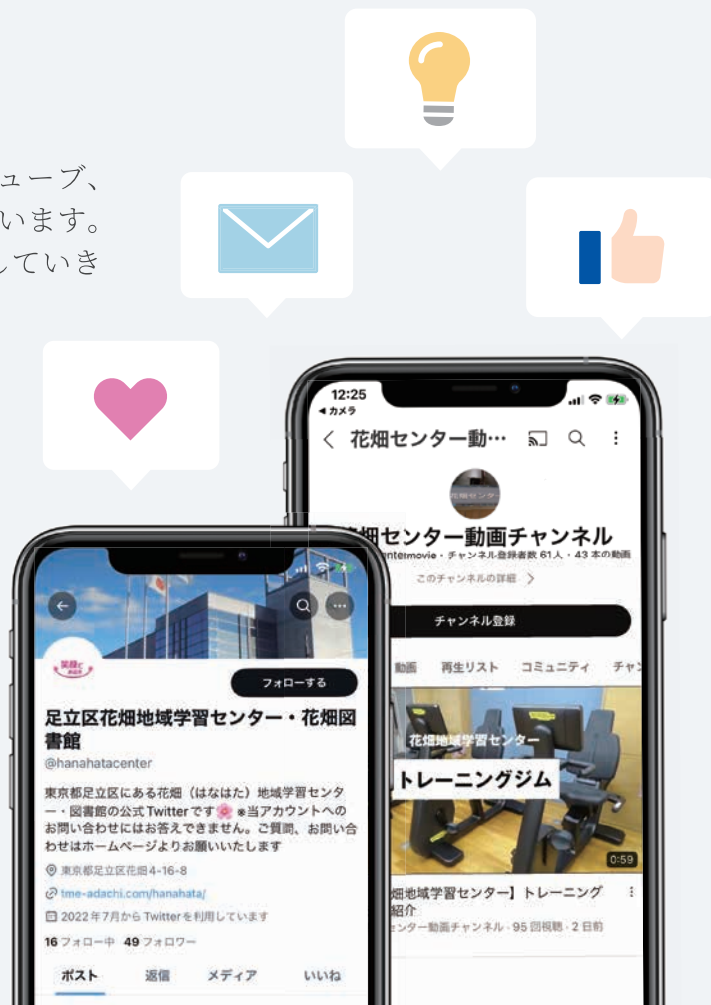 ューブ、
います。
していき
12:25
◀ カメラ
花畑センター動…
畑センター動画チャンネル
entermovie・チャンネル登録者数 61人・43 本の動画
このチャンネルの詳細
チャンネル登録
動画 再生リスト コミュニティ チャン
花畑地域学習センター
トレーニングジム
0:59
畑地域学習センター】トレーニング
紹介
センター動画チャンネル・95 回視聴・2 日前
フォローする
足立区花畑地域学習センター・花畑図
書館
@hanahatacenter
東京都足立区にある花畑（はなはた）地域学習センタ
ー・図書館の公式Twitterです🌸 ※当アカウントへの
お問い合わせにはお答えできません。ご質問、お問い合
わせはホームページよりお願いいたします
東京都足立区花畑4-16-8
tme-adachi.com/hanahata/
2022年7月からTwitterを利用しています
16 フォロー中 49 フォロワー
ポスト 返信 メディア いいね